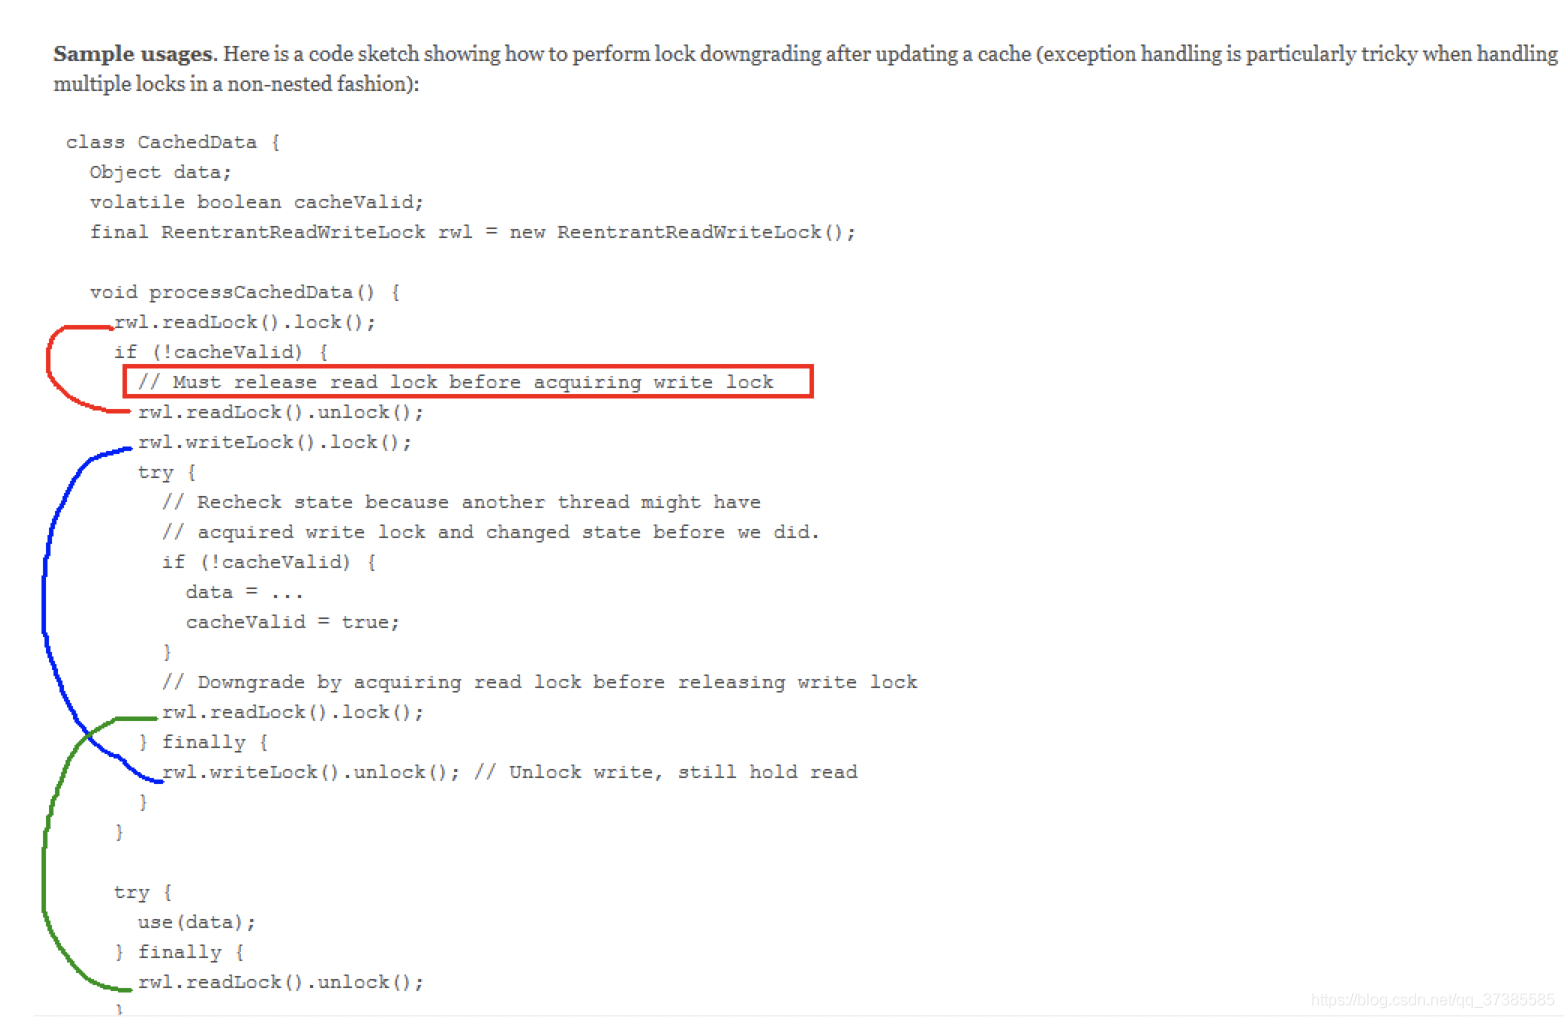 Sample usages. Here is a code sketch showing how to perform lock downgrading after updating a cache (exception handling is particularly tricky when handling
multiple locks in a non-nested fashion):
class CachedData {
Object data;
volatile boolean cacheValid;
final ReentrantReadWriteLock rwl = new ReentrantReadWriteLock();
void processCachedData() {
rwl.readLock().lock();
if (!cacheValid) {
// Must release read lock before acquiring write lock
rwl.readLock().unlock();
rwl.writeLock().lock();
try {
// Recheck state because another thread might have
// acquired write lock and changed state before we did.
if (!cacheValid) {
data = ...
cacheValid = true;
}
// Downgrade by acquiring read lock before releasing write lock
rwl.readLock().lock();
} finally {
rwl.writeLock().unlock(); // Unlock write, still hold read
}
}
try {
use(data);
} finally {
rwl.readLock().unlock();
}
https://blog.csdn.net/qq_37385585